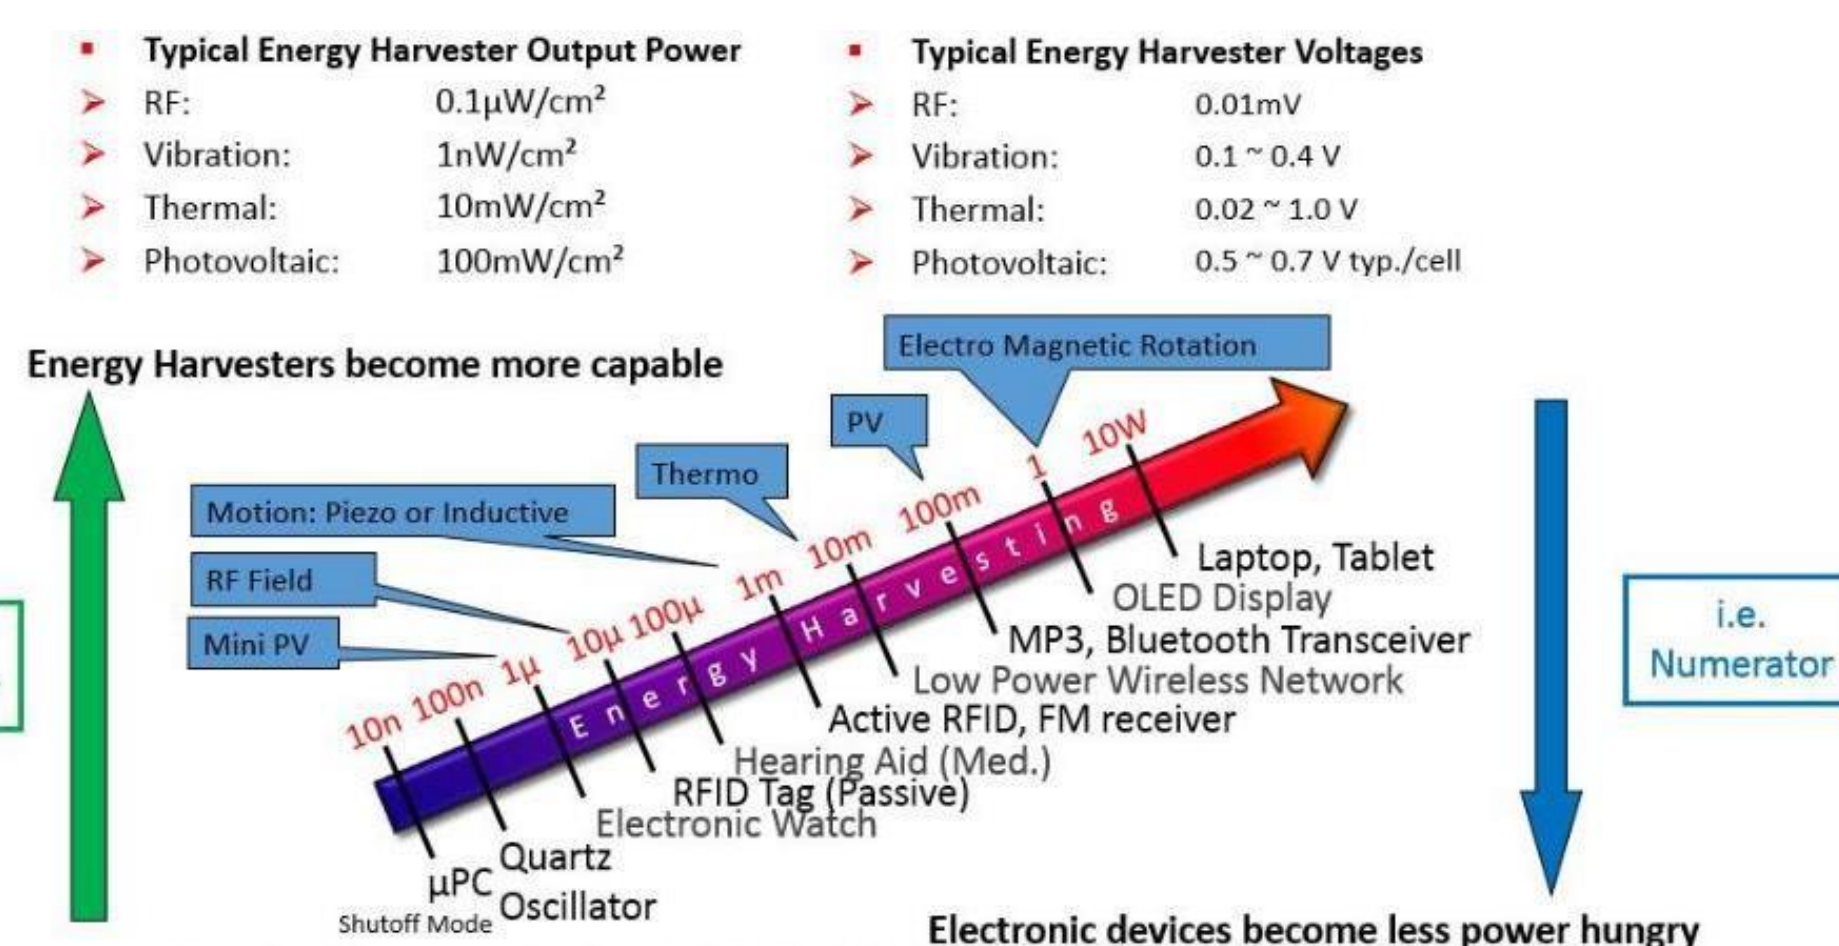 Typical Energy Harvester Output Power
RF: 0.1µW/cm²
Vibration: 1nW/cm²
Thermal: 10mW/cm²
Photovoltaic: 100mW/cm²
Typical Energy Harvester Voltages
RF: 0.01mV
Vibration: 0.1 ~ 0.4 V
Thermal: 0.02 ~ 1.0 V
Photovoltaic: 0.5 ~ 0.7 V typ./cell
Energy Harvesters become more capable
Electro Magnetic Rotation
PV
Thermo
Motion: Piezo or Inductive
RF Field
Mini PV
10n 100n 1µ 10µ 100µ 1m 10m 100m 1 10W
Energy Harvesting
Laptop, Tablet
OLED Display
MP3, Bluetooth Transceiver
Low Power Wireless Network
Active RFID, FM receiver
Hearing Aid (Med.)
RFID Tag (Passive)
Electronic Watch
Quartz
Oscillator
µPC
Shutoff Mode
i.e.
Numerator
Electronic devices become less power hungry